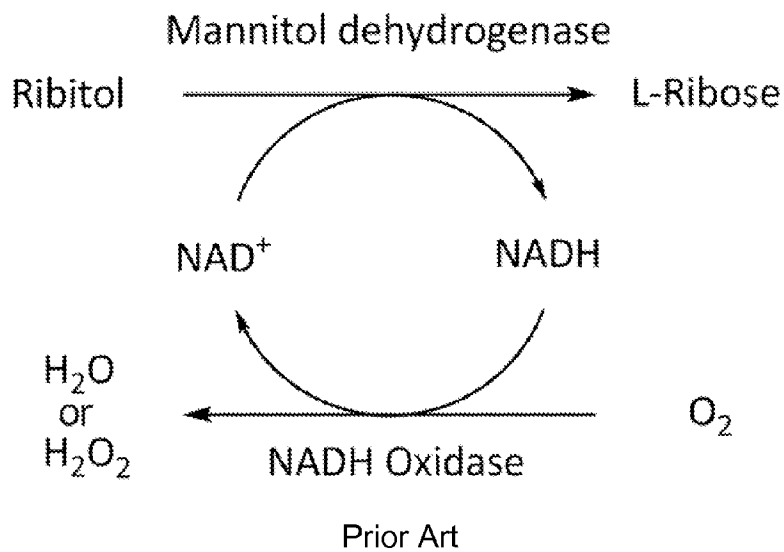 Mannitol dehydrogenase
Ribitol
L-Ribose
NAD⁺
NADH
H₂O
or
H₂O₂
O₂
NADH Oxidase
Prior Art